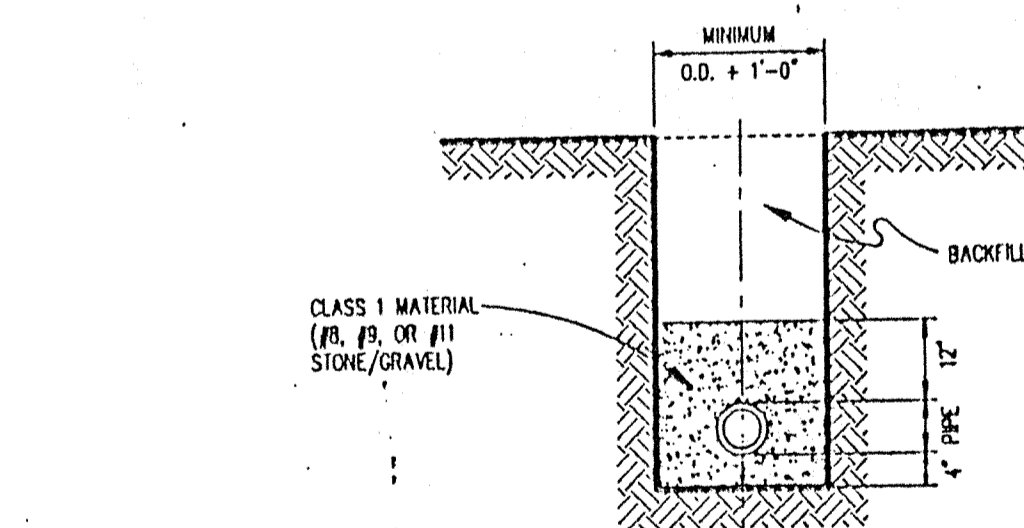 MINIMUM
O.D. + 1'-0"
BACKFILL
CLASS 1 MATERIAL
(#8, #9, OR #11
STONE/GRAVEL)
12"
PIPE
4"